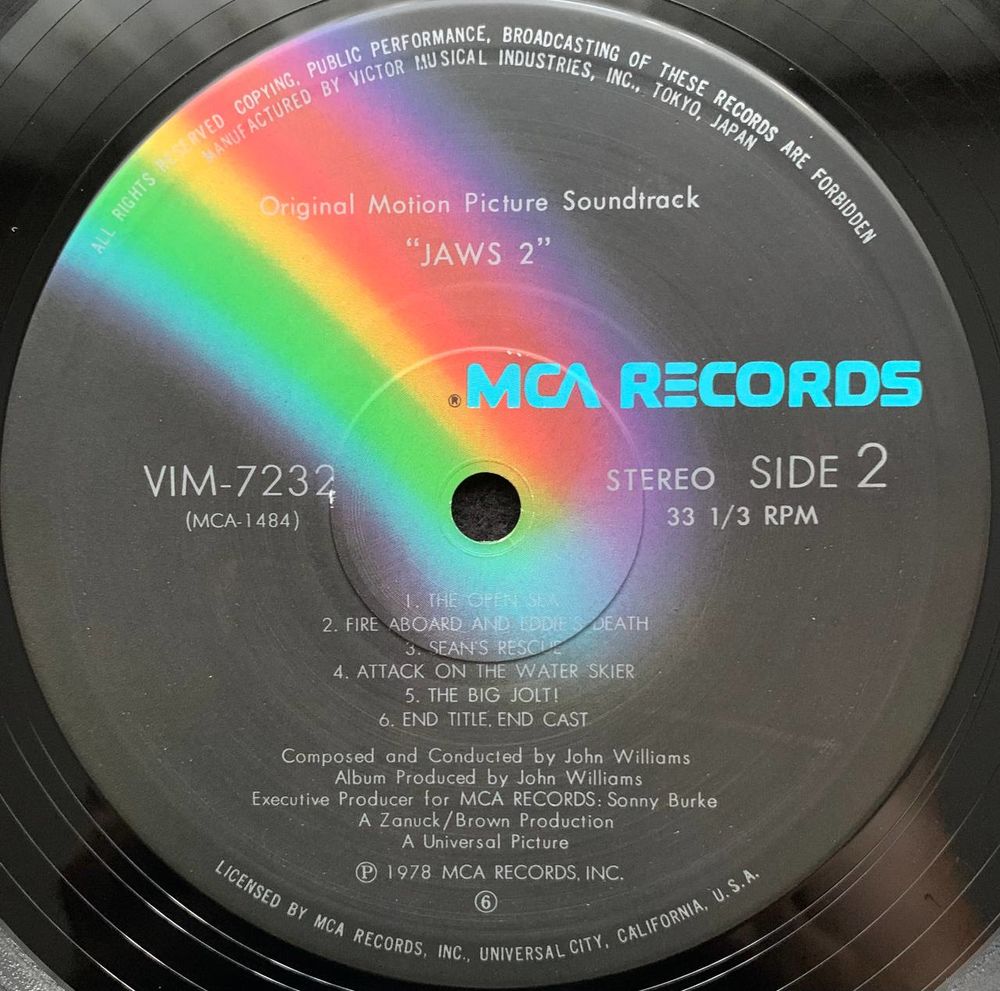 ALL RIGHTS RESERVED COPYING, PUBLIC PERFORMANCE, BROADCASTING OF THESE RECORDS ARE FORBIDDEN
MANUFACTURED BY VICTOR MUSICAL INDUSTRIES, INC., TOKYO, JAPAN
Original Motion Picture Soundtrack
“JAWS 2”
® MCA RECORDS
VIM-7232
(MCA-1484)
STEREO SIDE 2
33 1/3 RPM
1. THE OPEN SEA
2. FIRE ABOARD AND EDDIE'S DEATH
3. SEAN'S RESCUE
4. ATTACK ON THE WATER SKIER
5. THE BIG JOLT!
6. END TITLE, END CAST
Composed and Conducted by John Williams
Album Produced by John Williams
Executive Producer for MCA RECORDS: Sonny Burke
A Zanuck/Brown Production
A Universal Picture
Ⓟ 1978 MCA RECORDS, INC.
⑥
LICENSED BY MCA RECORDS, INC., UNIVERSAL CITY, CALIFORNIA, U.S.A.